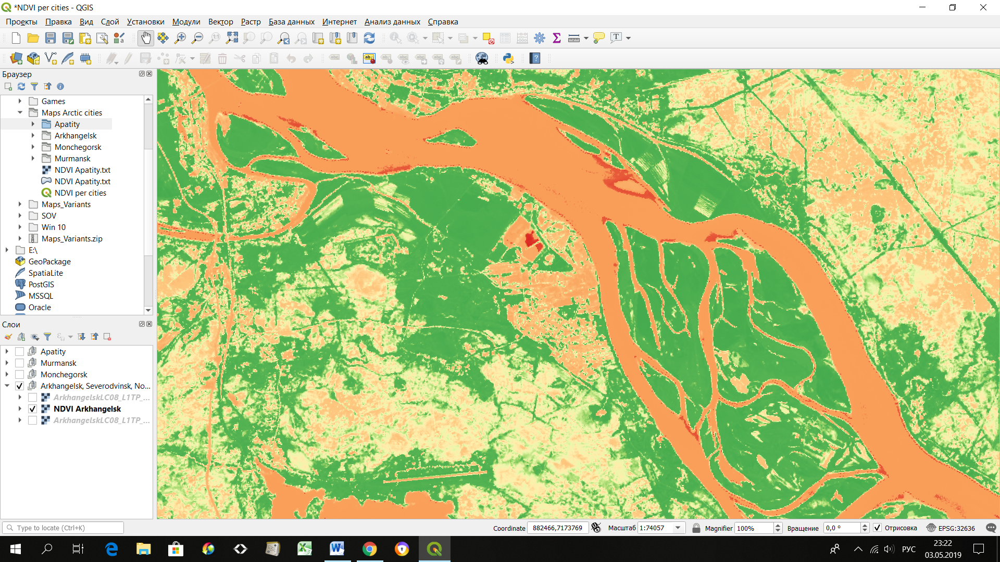 *NDVI per cities - QGIS
Проекты Правка Вид Слой Установки Модули Вектор Растр База данных Интернет Анализ данных Справка
Браузер
Games
Maps Arctic cities
Apatity
Arkhangelsk
Monchegorsk
Murmansk
NDVI Apatity.txt
NDVI Apatity.txt
NDVI per cities
Maps_Variants
SOV
Win 10
Maps_Variants.zip
E:\
GeoPackage
SpatiaLite
PostGIS
MSSQL
Oracle
Слои
Apatity
Murmansk
Monchegorsk
Arkhangelsk, Severodvinsk, No...
ArkhangelskLC08_L1TP_...
NDVI Arkhangelsk
ArkhangelskLC08_L1TP_...
Type to locate (Ctrl+K)
Coordinate 882466,7173769 Масштаб 1:74057 Magnifier 100% Вращение 0,0 ° Отрисовка EPSG:32636
РУС
23:22
03.05.2019